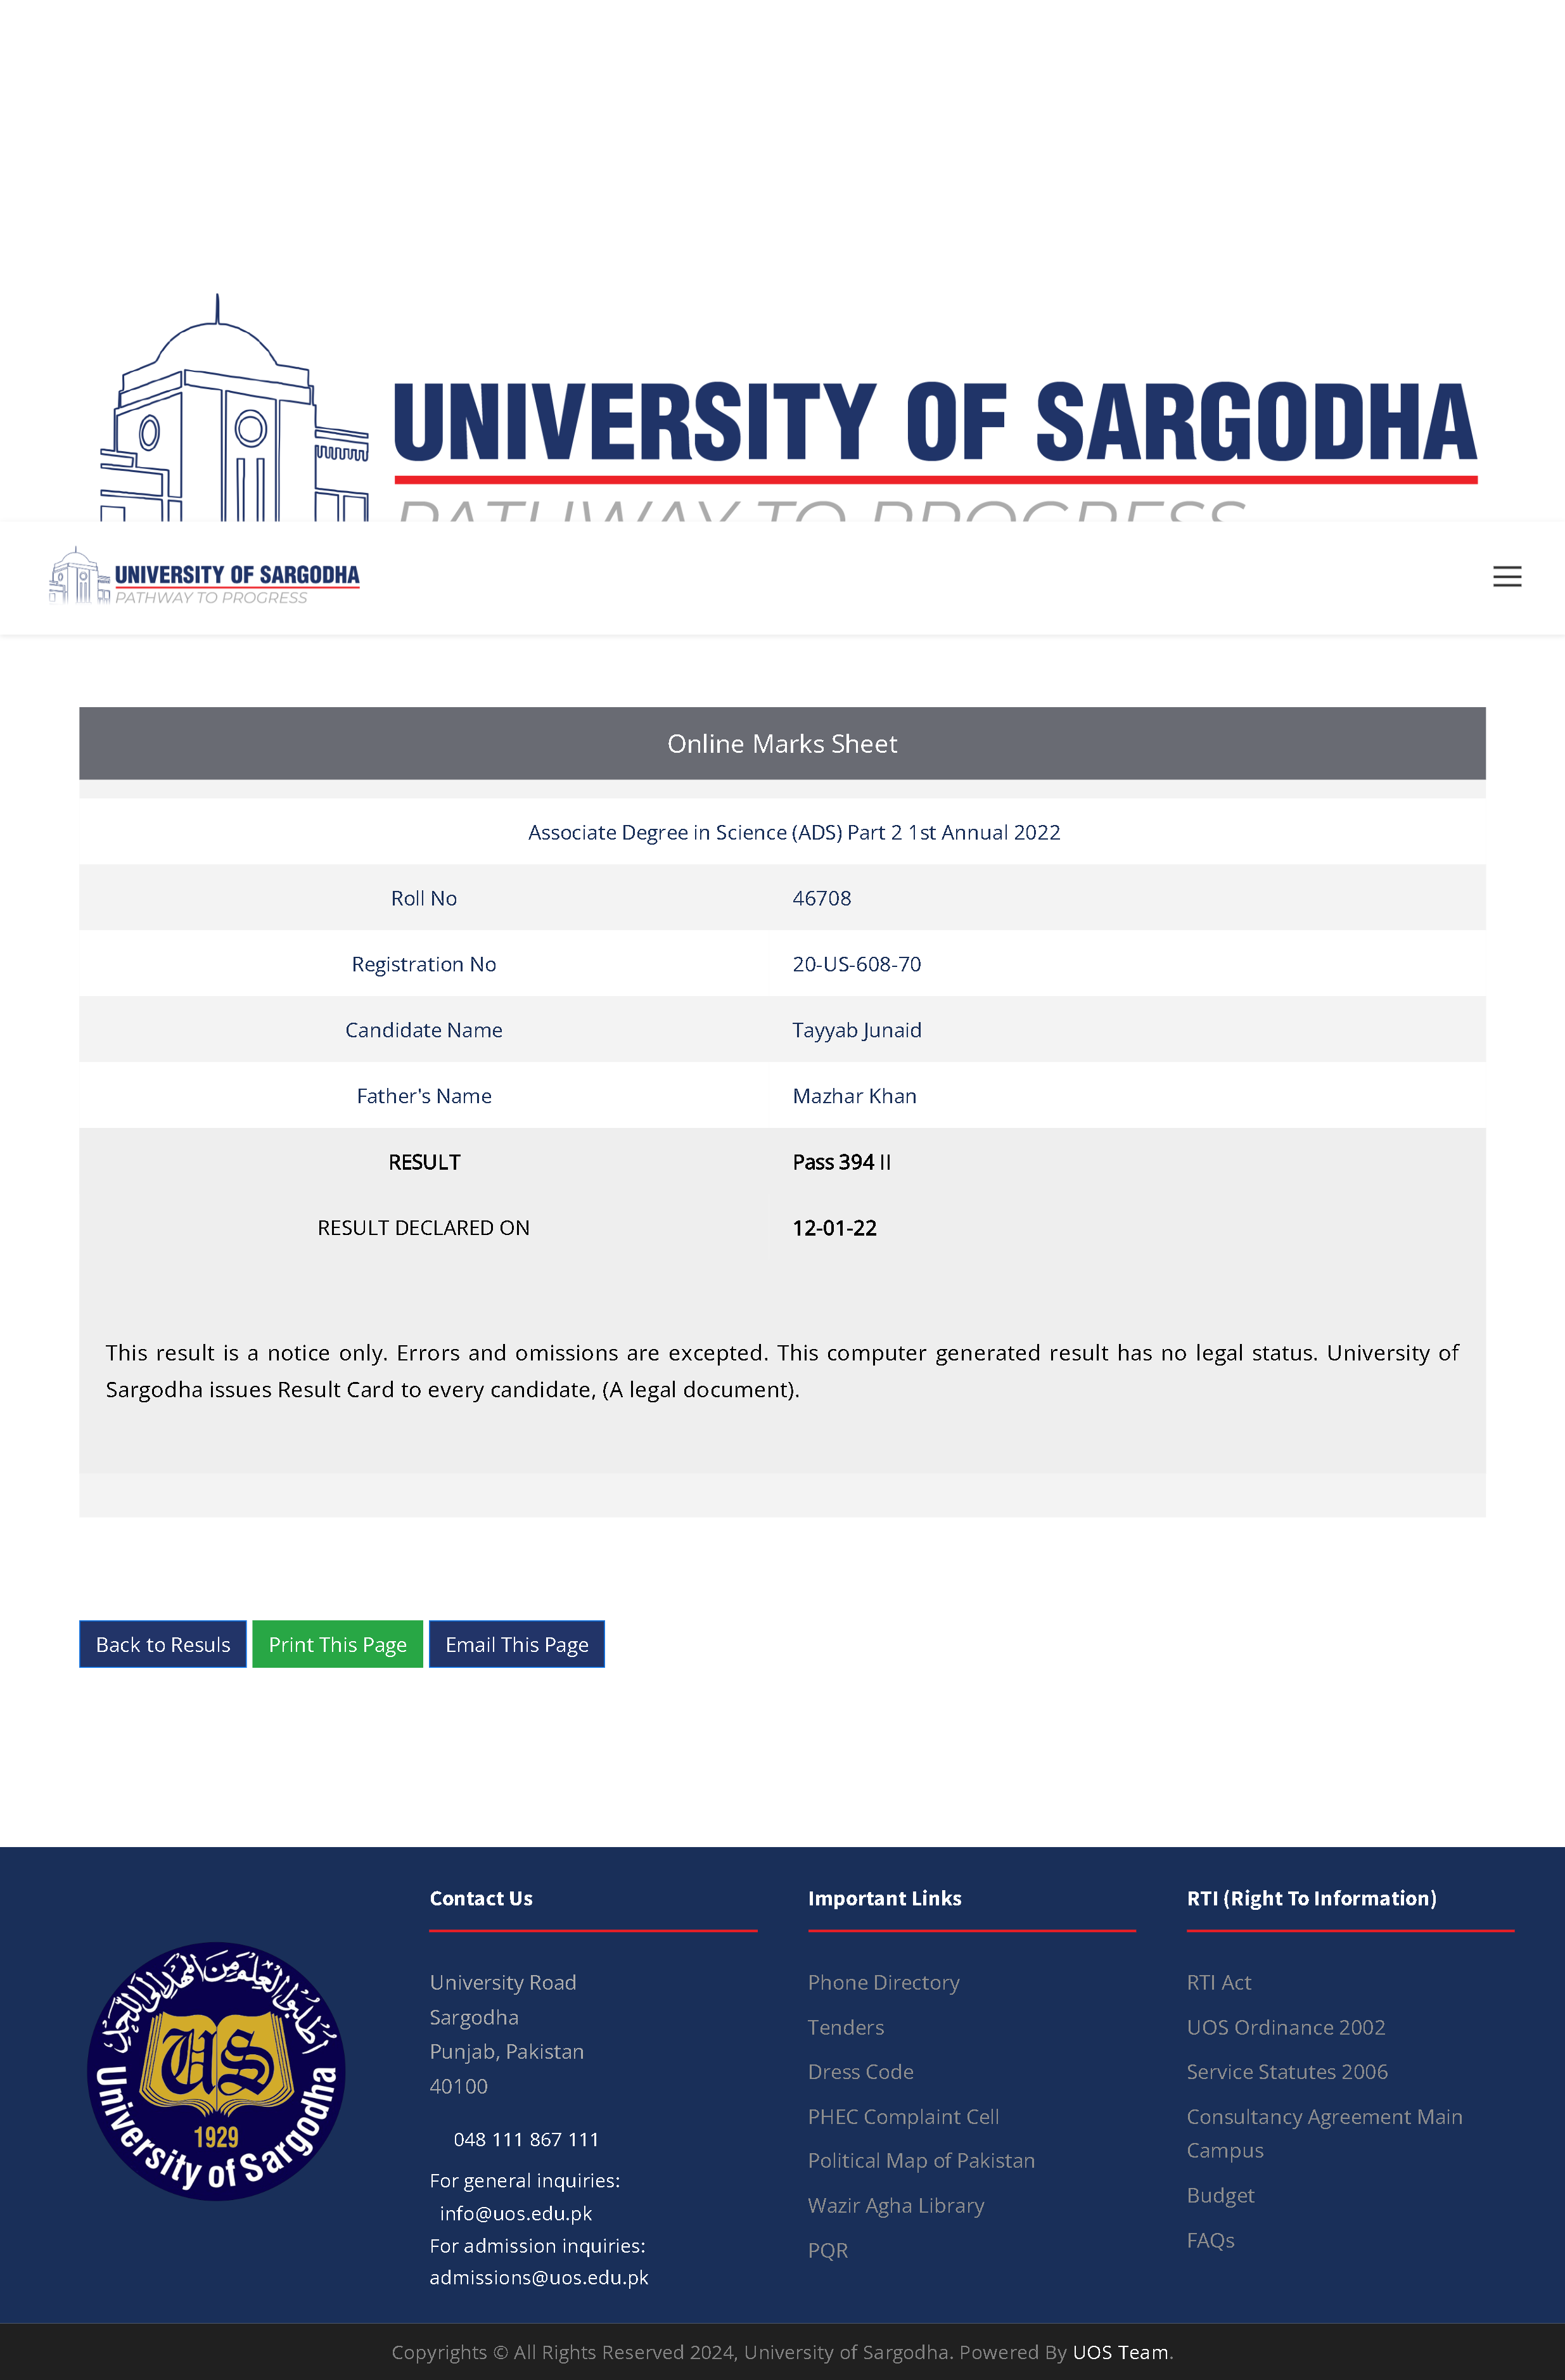 UNIVERSITY OF SARGODHA
PATHWAY TO PROGRESS
UNIVERSITY OF SARGODHA
PATHWAY TO PROGRESS
Online Marks Sheet
Associate Degree in Science (ADS) Part 2 1st Annual 2022
Roll No 46708
Registration No 20-US-608-70
Candidate Name Tayyab Junaid
Father's Name Mazhar Khan
RESULT Pass 394 II
RESULT DECLARED ON 12-01-22
This result is a notice only. Errors and omissions are excepted. This computer generated result has no legal status. University of
Sargodha issues Result Card to every candidate, (A legal document).
Back to Resuls Print This Page Email This Page
US
1929
University of Sargodha
Contact Us
University Road
Sargodha
Punjab, Pakistan
40100
048 111 867 111
For general inquiries:
info@uos.edu.pk
For admission inquiries:
admissions@uos.edu.pk
Important Links
Phone Directory
Tenders
Dress Code
PHEC Complaint Cell
Political Map of Pakistan
Wazir Agha Library
PQR
RTI (Right To Information)
RTI Act
UOS Ordinance 2002
Service Statutes 2006
Consultancy Agreement Main
Campus
Budget
FAQs
Copyrights © All Rights Reserved 2024, University of Sargodha. Powered By UOS Team.